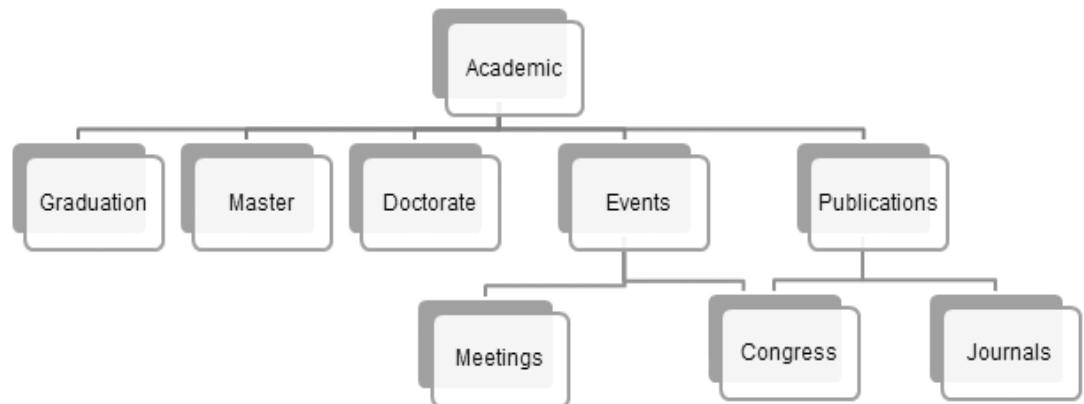 Academic
Graduation
Master
Doctorate
Events
Publications
Meetings
Congress
Journals